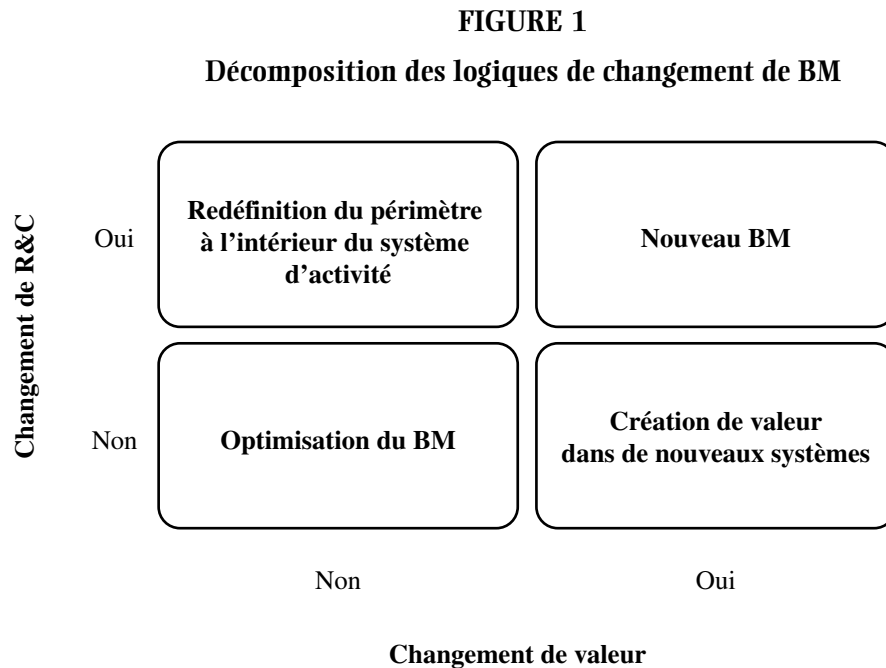 FIGURE 1
Décomposition des logiques de changement de BM
Changement de R&C
Oui
Redéfinition du périmètre
à l'intérieur du système
d'activité
Nouveau BM
Non
Optimisation du BM
Création de valeur
dans de nouveaux systèmes
Non
Oui
Changement de valeur